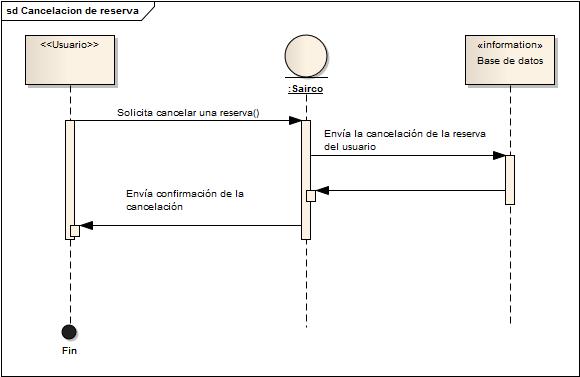 sd Cancelacion de reserva
<<Usuario>>
:Sairco
«information»
Base de datos
Solicita cancelar una reserva()
Envía la cancelación de la reserva
del usuario
Envía confirmación de la
cancelación
Fin